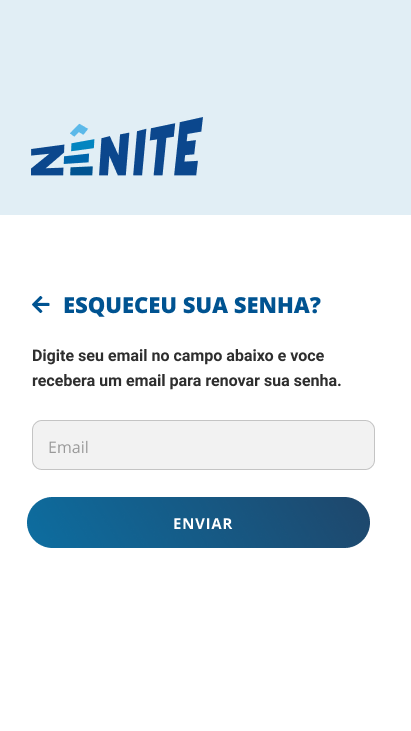 ZÊNITE
ESQUECEU SUA SENHA?
Digite seu email no campo abaixo e voce
recebera um email para renovar sua senha.
Email
ENVIAR